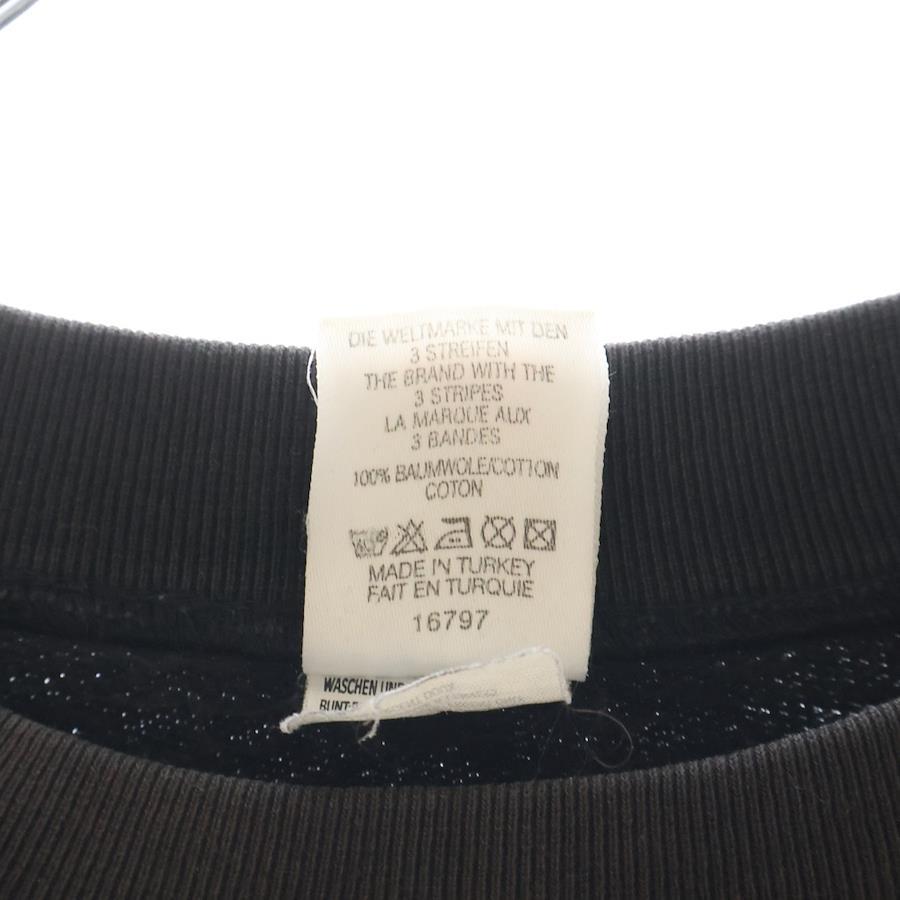 DIE WELTMARKE MIT DEN
3 STREIFEN
THE BRAND WITH THE
3 STRIPES
LA MARQUE AUX
3 BANDES
100% BAUMWOLE/COTTON
COTON
MADE IN TURKEY
FAIT EN TURQUIE
16797
WASCHEN UND